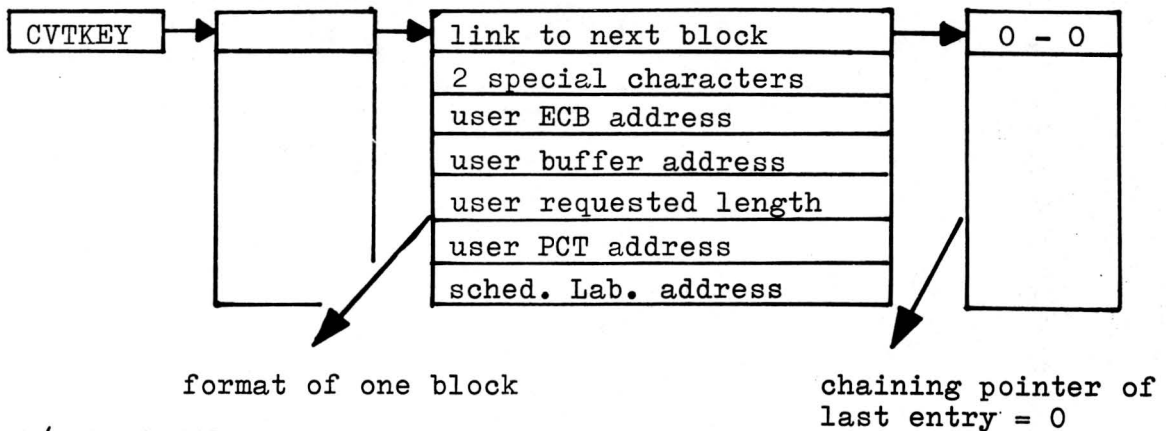 CVTKEY
link to next block
0 - 0
2 special characters
user ECB address
user buffer address
user requested length
user PCT address
sched. Lab. address
format of one block
chaining pointer of
last entry = 0